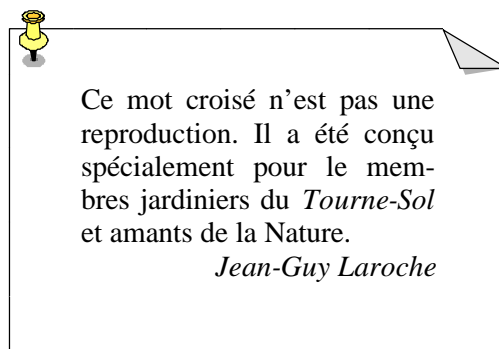 Ce mot croisé n’est pas une
reproduction. Il a été conçu
spécialement pour le mem-
bres jardiniers du Tourne-Sol
et amants de la Nature.
Jean-Guy Laroche